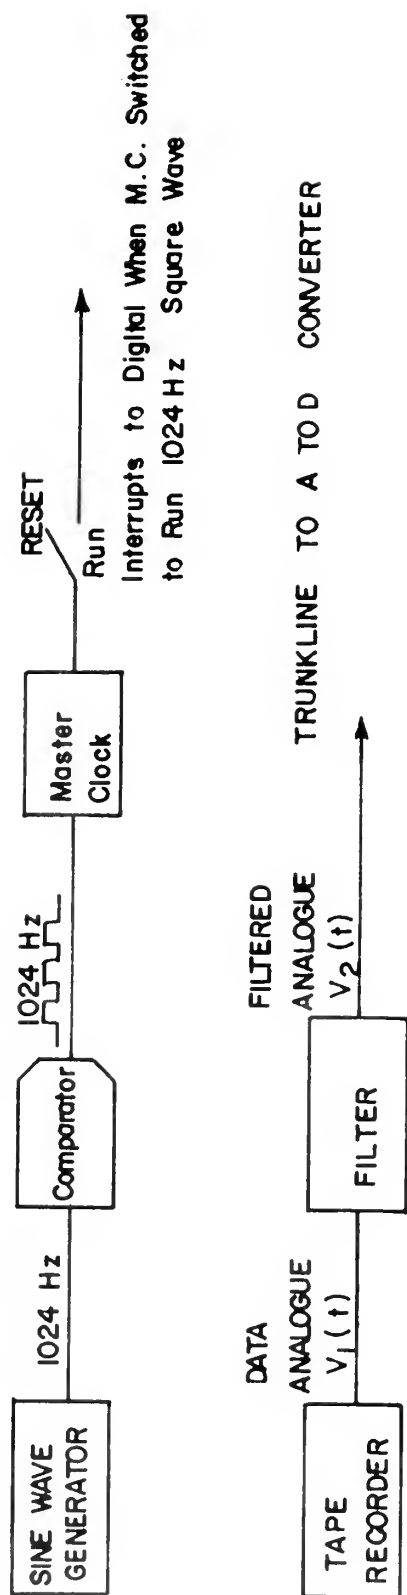 SINE WAVE
GENERATOR
1024 Hz
Comparator
1024 Hz
Master
Clock
RESET
Run
Interrupts to Digital When M.C. Switched
to Run 1024 Hz Square Wave
TAPE
RECORDER
DATA
ANALOGUE
V₁(t)
FILTER
FILTERED
ANALOGUE
V₂(t)
TRUNKLINE TO A TO D CONVERTER